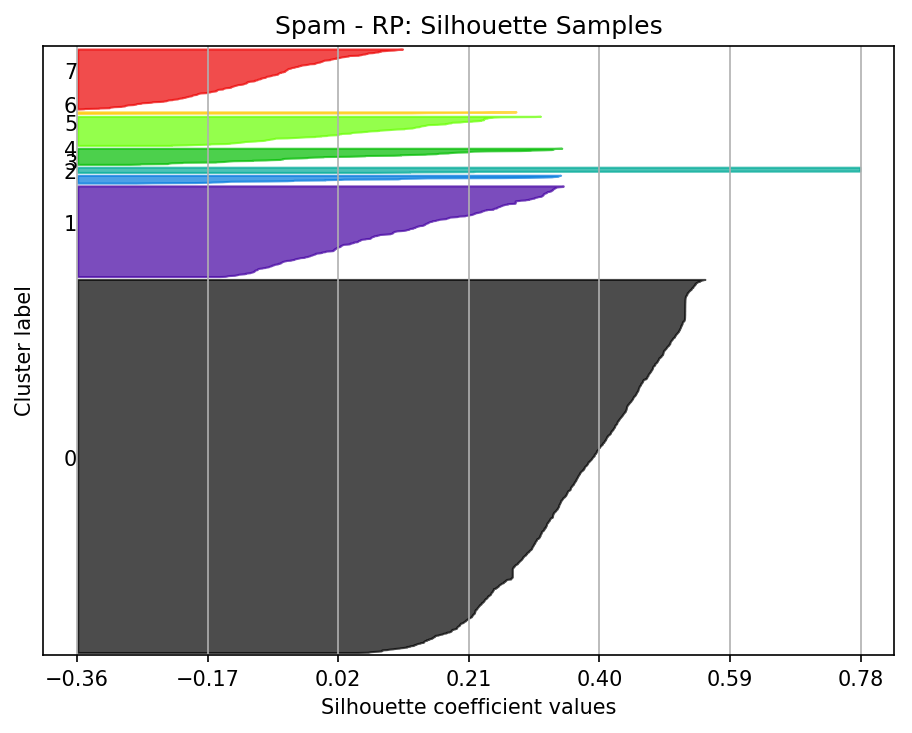 Spam - RP: Silhouette Samples
7
6
5
4
3
2
1
0
Cluster label
−0.36 −0.17 0.02 0.21 0.40 0.59 0.78
Silhouette coefficient values